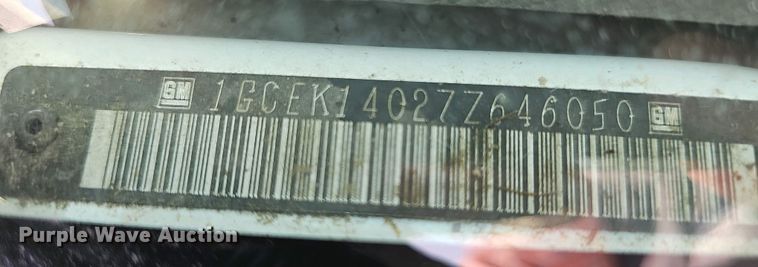 GM 1GCEK14027Z646050 GM
Purple Wave Auction